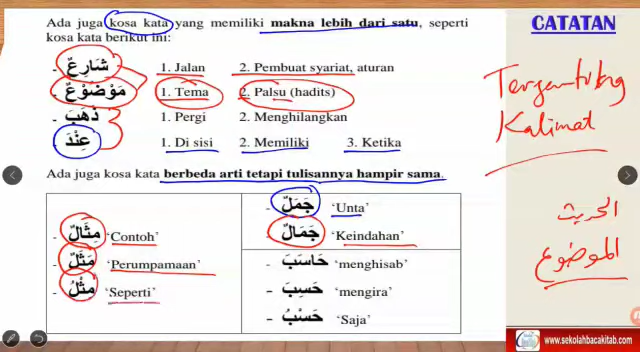 Ada juga kosa kata yang memiliki makna lebih dari satu, seperti
kosa kata berikut ini:
- شَارِعٌ 1. Jalan 2. Pembuat syariat, aturan
- مَوْضُوْعٌ 1. Tema 2. Palsu (hadits)
- ذَهَبَ 1. Pergi 2. Menghilangkan
- عِنْدَ 1. Di sisi 2. Memiliki 3. Ketika
Ada juga kosa kata berbeda arti tetapi tulisannya hampir sama.
- مِثَالٌ 'Contoh'
- مَثَلٌ 'Perumpamaan'
- مِثْلُ 'Seperti'
- جَمَلٌ 'Unta'
- جَمَالٌ 'Keindahan'
- حَاسَبَ 'menghisab'
- حَسِبَ 'mengira'
- حَسْبُ 'Saja'
CATATAN
Tergantung
Kalimat
الحديث
الموضوع
www.sekolahbacakitab.com